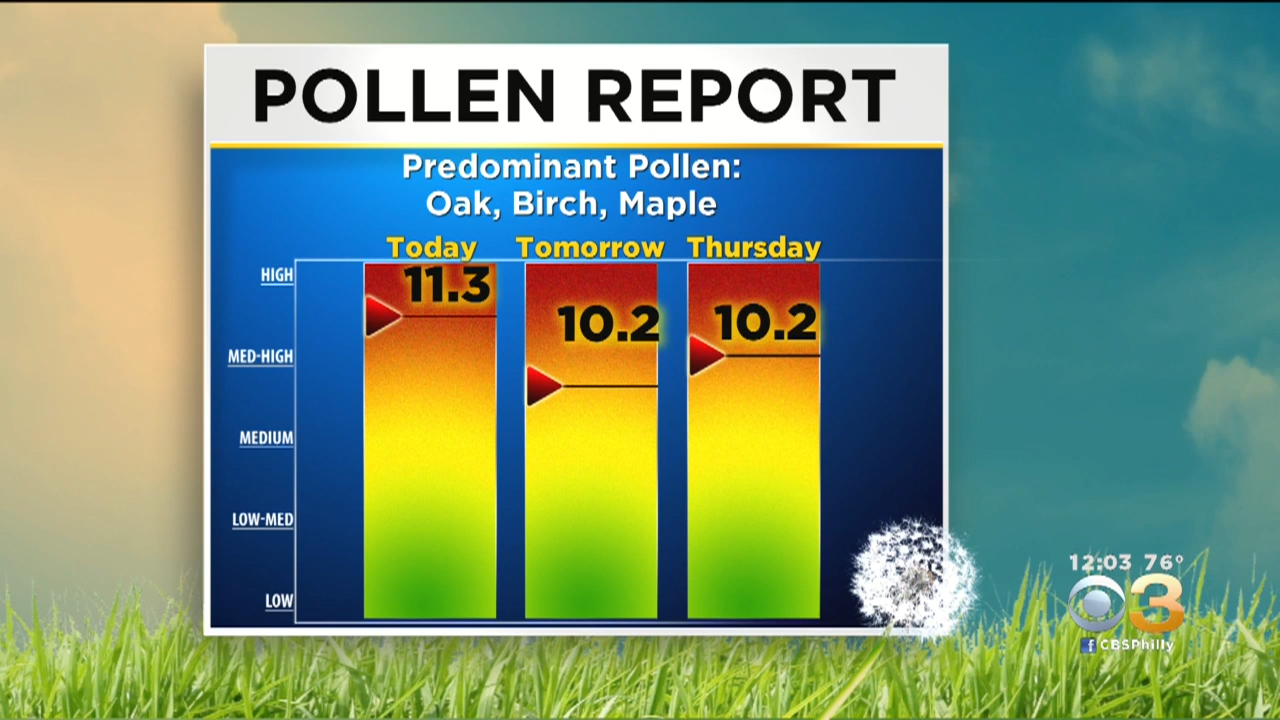 POLLEN REPORT
Predominant Pollen:
Oak, Birch, Maple
Today Tomorrow Thursday
HIGH
11.3 10.2 10.2
MED-HIGH
MEDIUM
LOW-MED
LOW
12:03 76°
3
f CBSPhilly